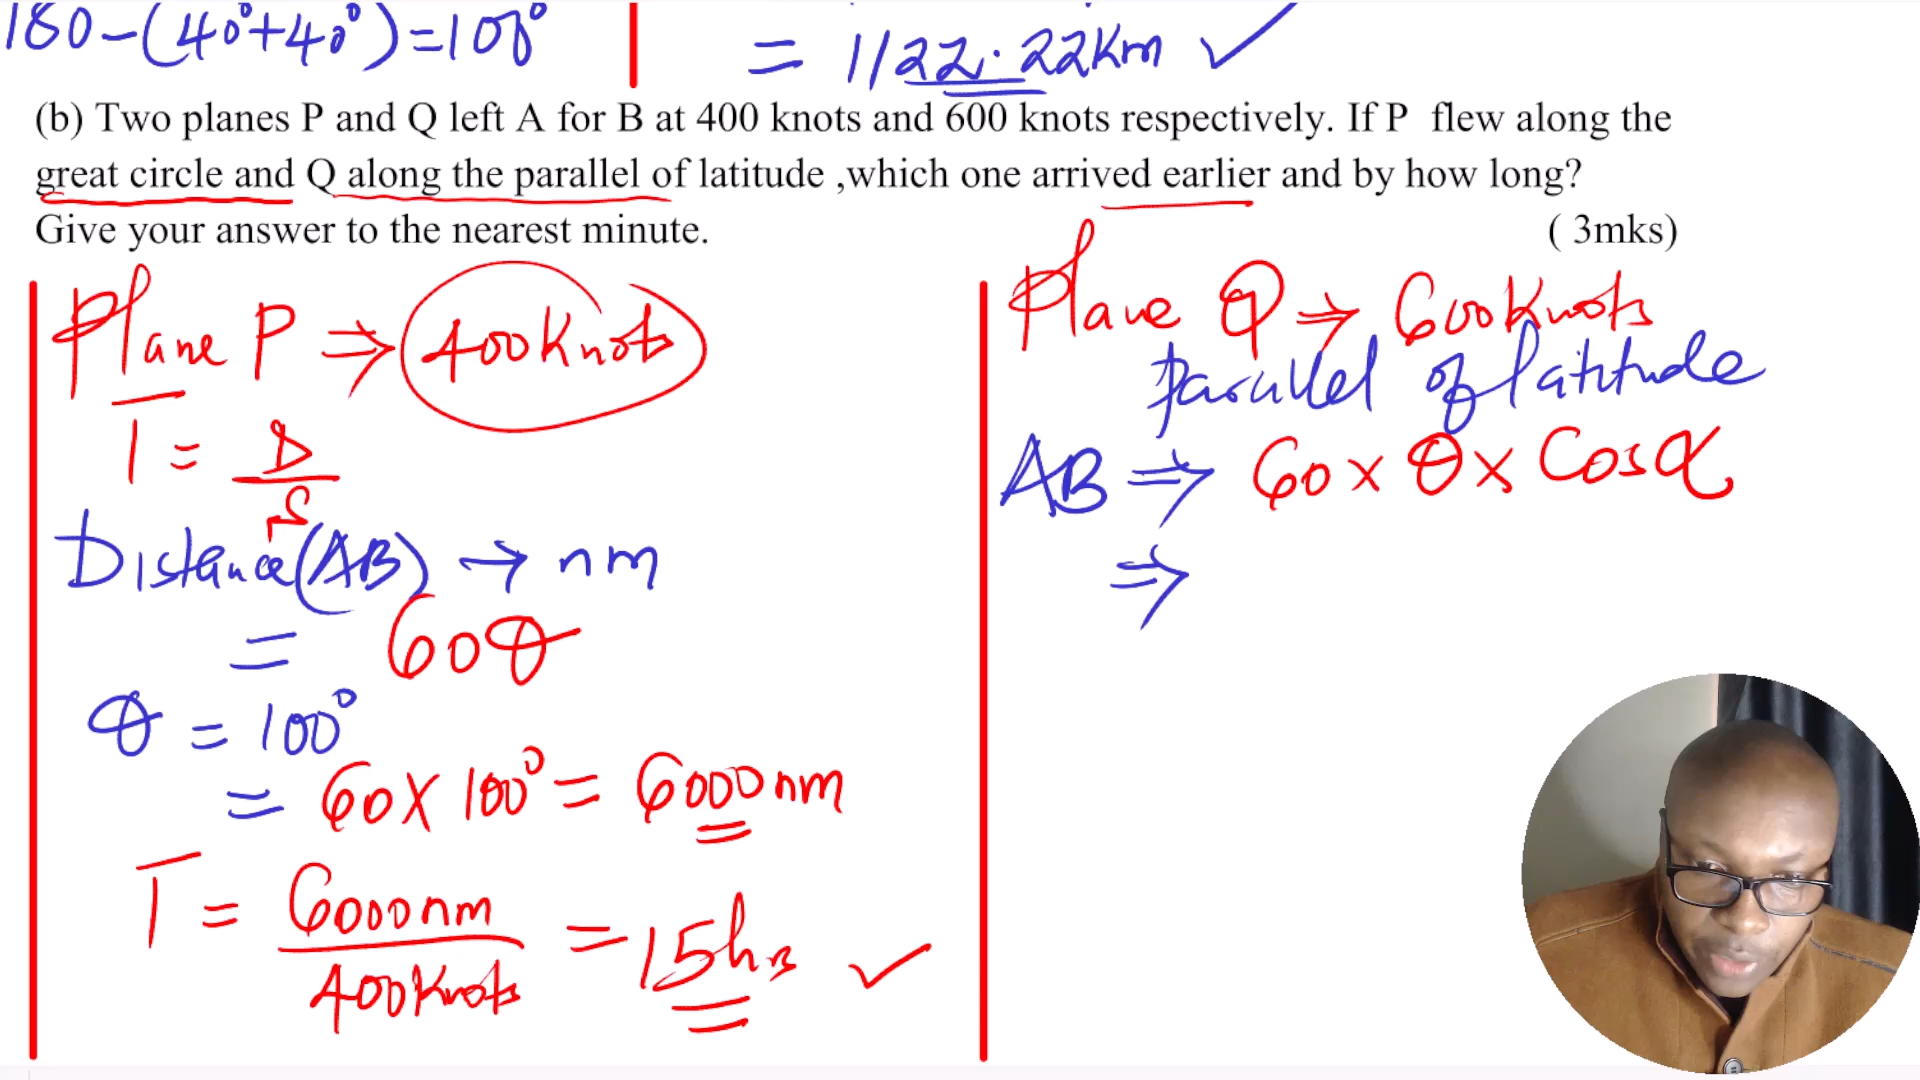 180-(40°+40°)=100°
= 1122.22Km ✓
(b) Two planes P and Q left A for B at 400 knots and 600 knots respectively. If P flew along the
great circle and Q along the parallel of latitude ,which one arrived earlier and by how long?
Give your answer to the nearest minute. ( 3mks)
Plane P ⇒ 400Knots
T = D/S
Distance(AB) → nm
= 60θ
θ = 100°
= 60 X 100° = 6000nm
T = 6000nm/400Knots = 15hrs ✓
Plane Q ⇒ 600Knots
Parallel of latitude
AB ⇒ 60 x θ x Cosα
⇒